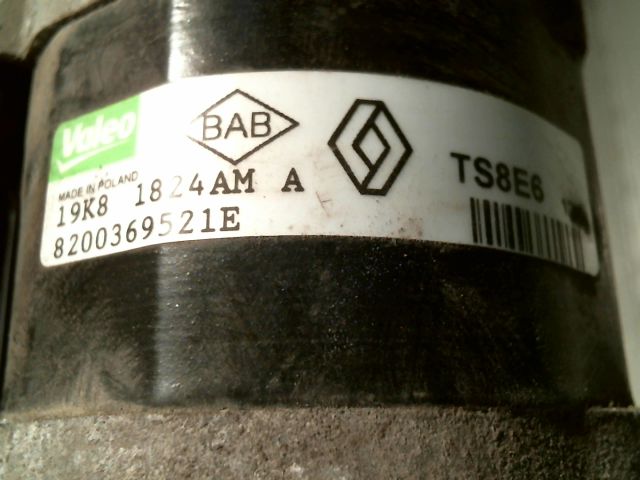 Valeo
BAB
TS8E6
MADE IN POLAND
19K8 1824AM A
8200369521E